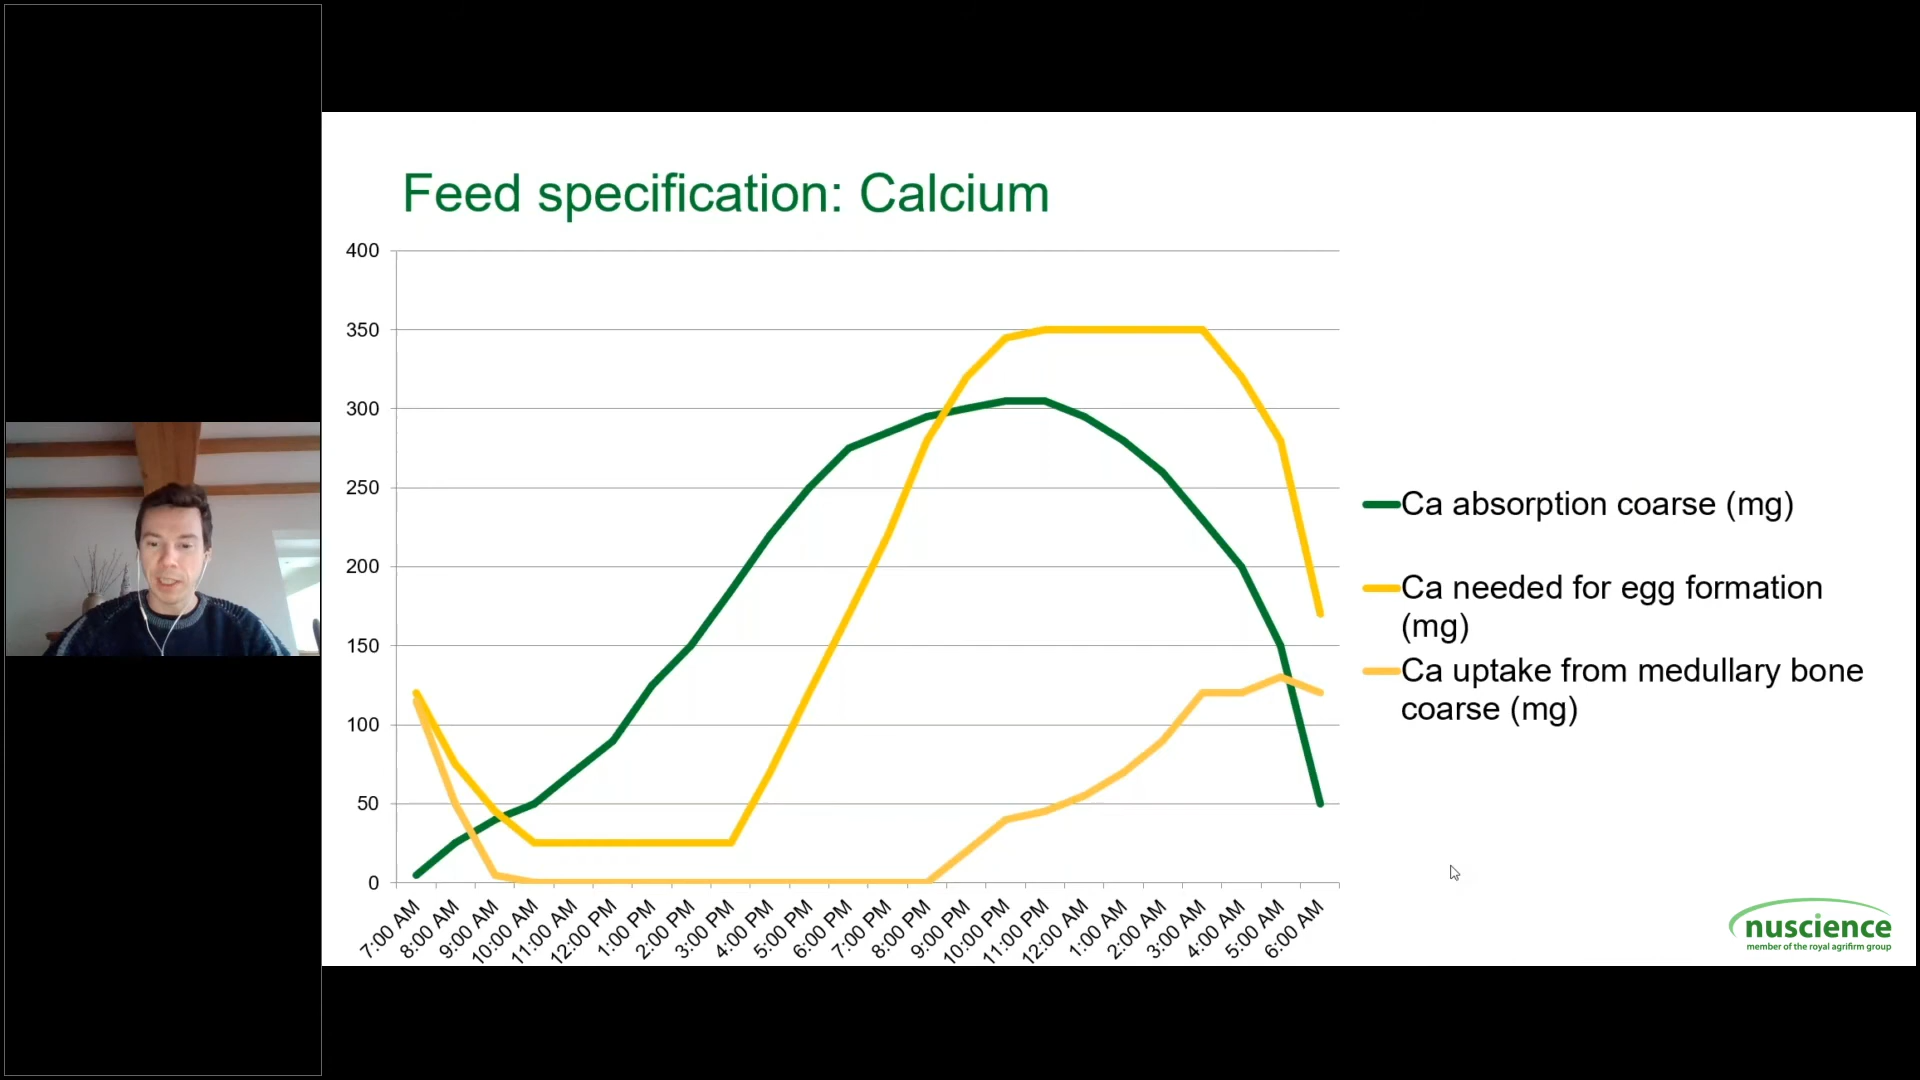 Feed specification: Calcium
400
350
300
250
200
150
100
50
0
7:00 AM
8:00 AM
9:00 AM
10:00 AM
11:00 AM
12:00 PM
1:00 PM
2:00 PM
3:00 PM
4:00 PM
5:00 PM
6:00 PM
7:00 PM
8:00 PM
9:00 PM
10:00 PM
11:00 PM
12:00 AM
1:00 AM
2:00 AM
3:00 AM
4:00 AM
5:00 AM
6:00 AM
Ca absorption coarse (mg)
Ca needed for egg formation
(mg)
Ca uptake from medullary bone
coarse (mg)
nuscience
member of the royal agrifirm group